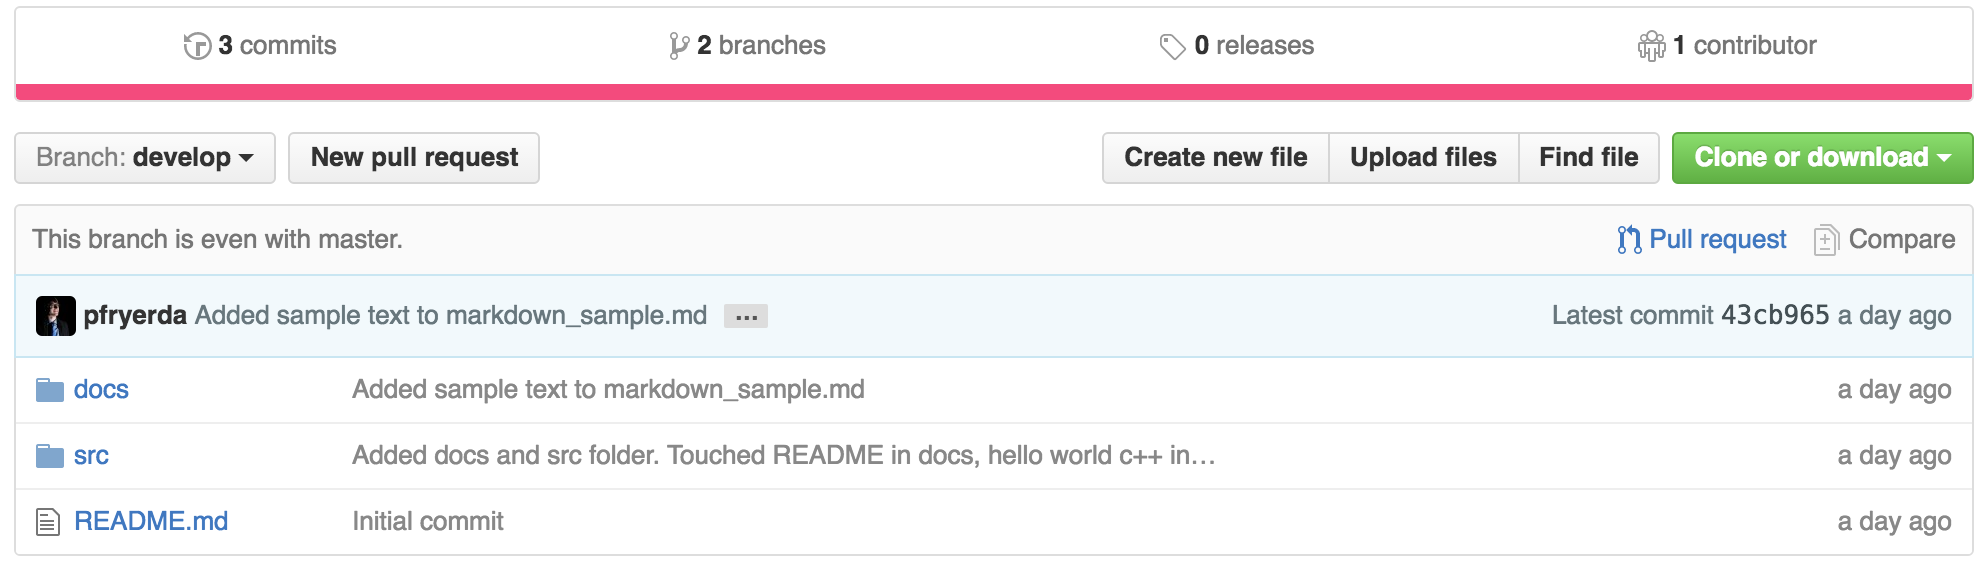 3 commits 2 branches 0 releases 1 contributor
Branch: develop New pull request Create new file Upload files Find file Clone or download
This branch is even with master. Pull request Compare
pfryerda Added sample text to markdown_sample.md ... Latest commit 43cb965 a day ago
docs Added sample text to markdown_sample.md a day ago
src Added docs and src folder. Touched README in docs, hello world c++ in… a day ago
README.md Initial commit a day ago